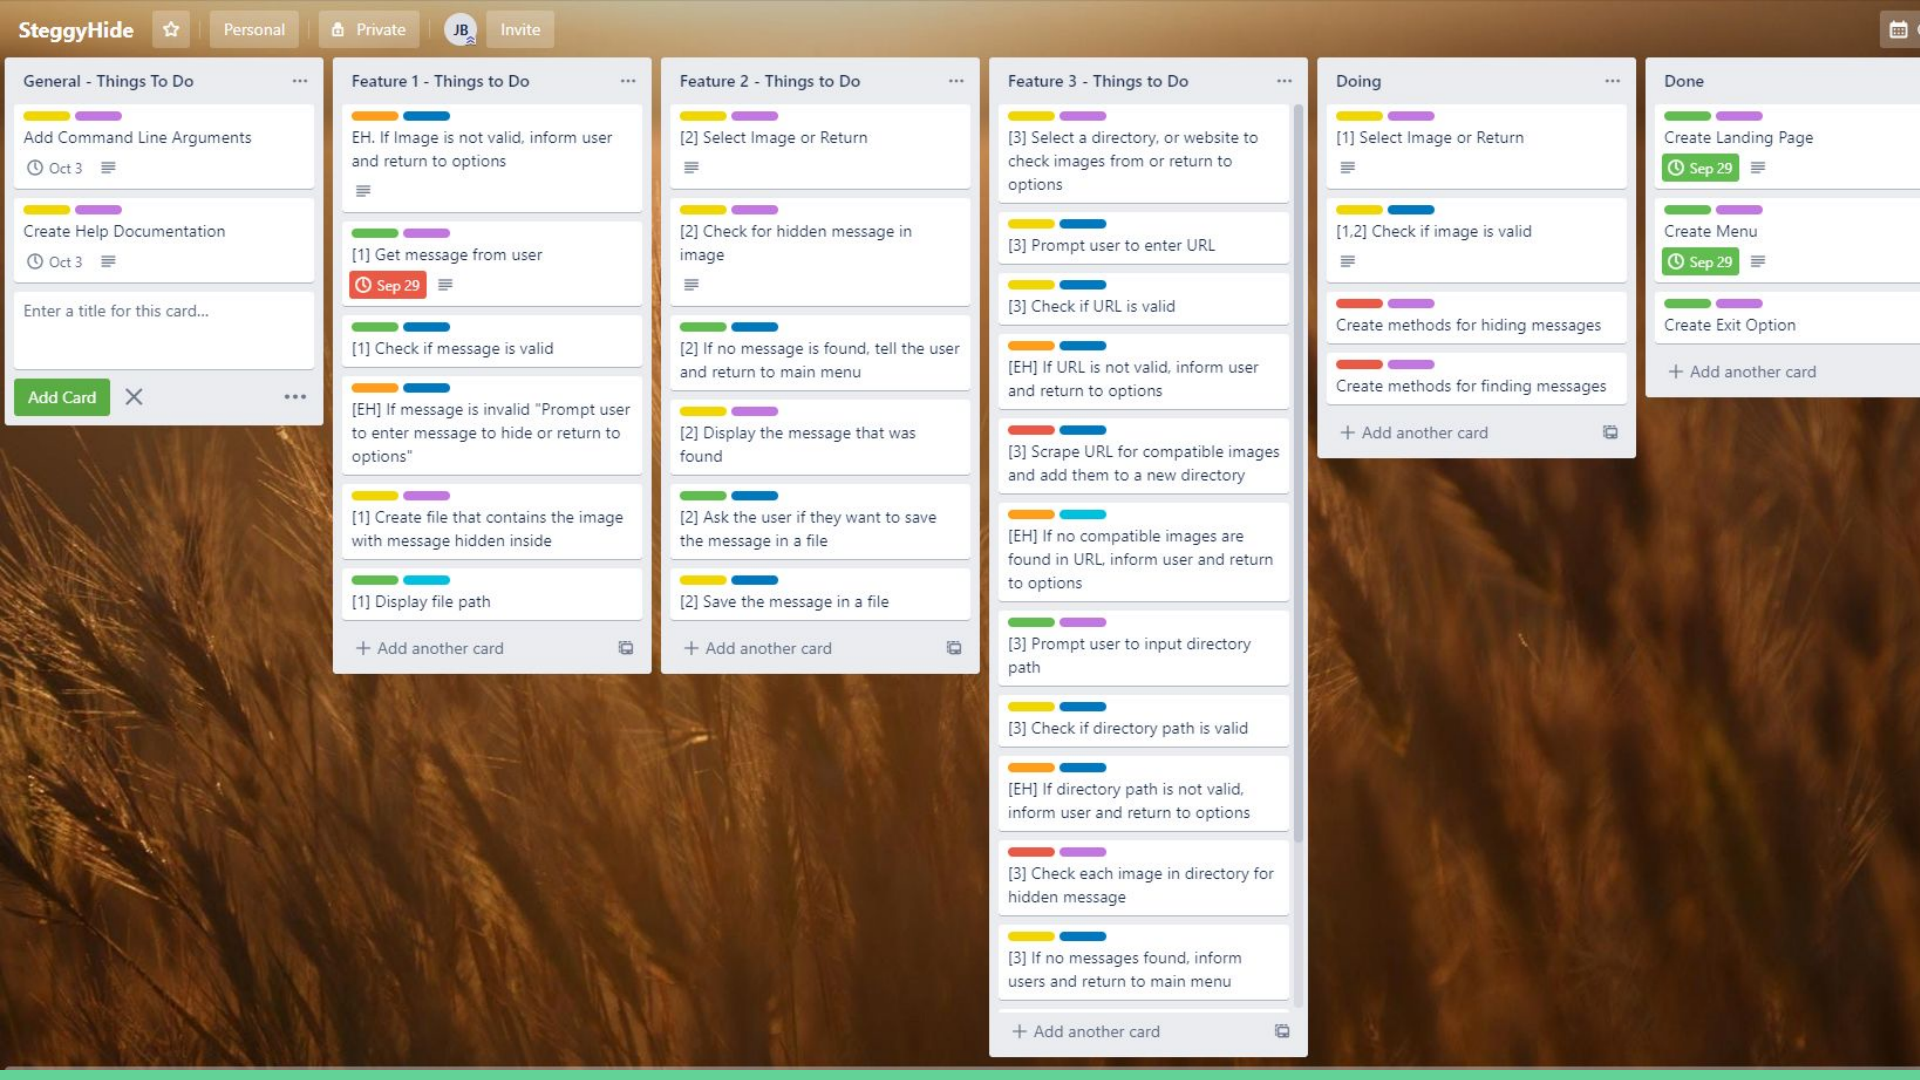 SteggyHide
Personal
Private
JB
Invite
General - Things To Do
Add Command Line Arguments
Oct 3
Create Help Documentation
Oct 3
Enter a title for this card...
Add Card
Feature 1 - Things to Do
EH. If Image is not valid, inform user
and return to options
[1] Get message from user
Sep 29
[1] Check if message is valid
[EH] If message is invalid "Prompt user
to enter message to hide or return to
options"
[1] Create file that contains the image
with message hidden inside
[1] Display file path
+ Add another card
Feature 2 - Things to Do
[2] Select Image or Return
[2] Check for hidden message in
image
[2] If no message is found, tell the user
and return to main menu
[2] Display the message that was
found
[2] Ask the user if they want to save
the message in a file
[2] Save the message in a file
+ Add another card
Feature 3 - Things to Do
[3] Select a directory, or website to
check images from or return to
options
[3] Prompt user to enter URL
[3] Check if URL is valid
[EH] If URL is not valid, inform user
and return to options
[3] Scrape URL for compatible images
and add them to a new directory
[EH] If no compatible images are
found in URL, inform user and return
to options
[3] Prompt user to input directory
path
[3] Check if directory path is valid
[EH] If directory path is not valid,
inform user and return to options
[3] Check each image in directory for
hidden message
[3] If no messages found, inform
users and return to main menu
+ Add another card
Doing
[1] Select Image or Return
[1,2] Check if image is valid
Create methods for hiding messages
Create methods for finding messages
+ Add another card
Done
Create Landing Page
Sep 29
Create Menu
Sep 29
Create Exit Option
+ Add another card